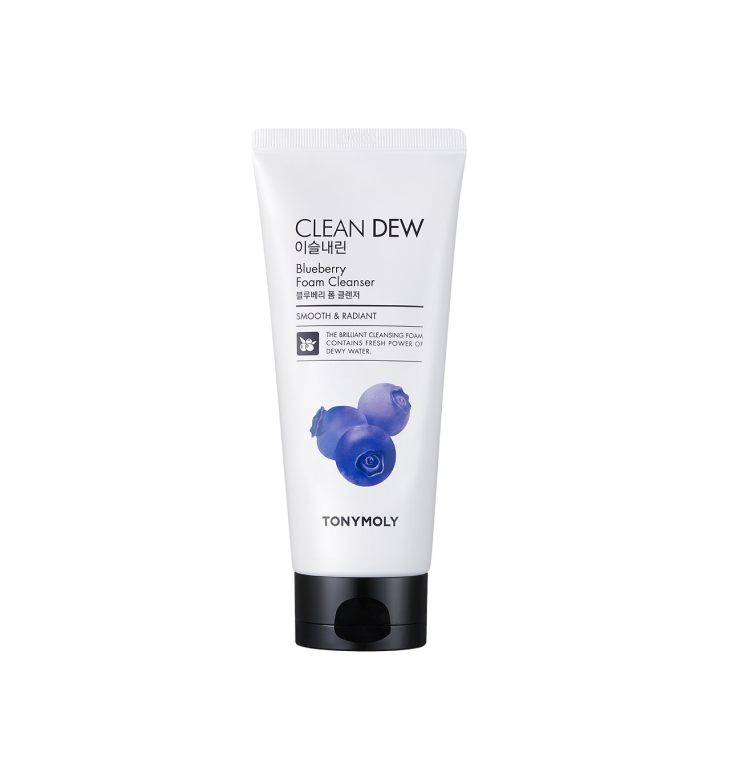 CLEAN DEW
이슬내린
Blueberry
Foam Cleanser
블루베리 폼 클렌저
SMOOTH & RADIANT
THE BRILLIANT CLEANSING FOAM
CONTAINS FRESH POWER OF
DEWY WATER.
TONYMOLY